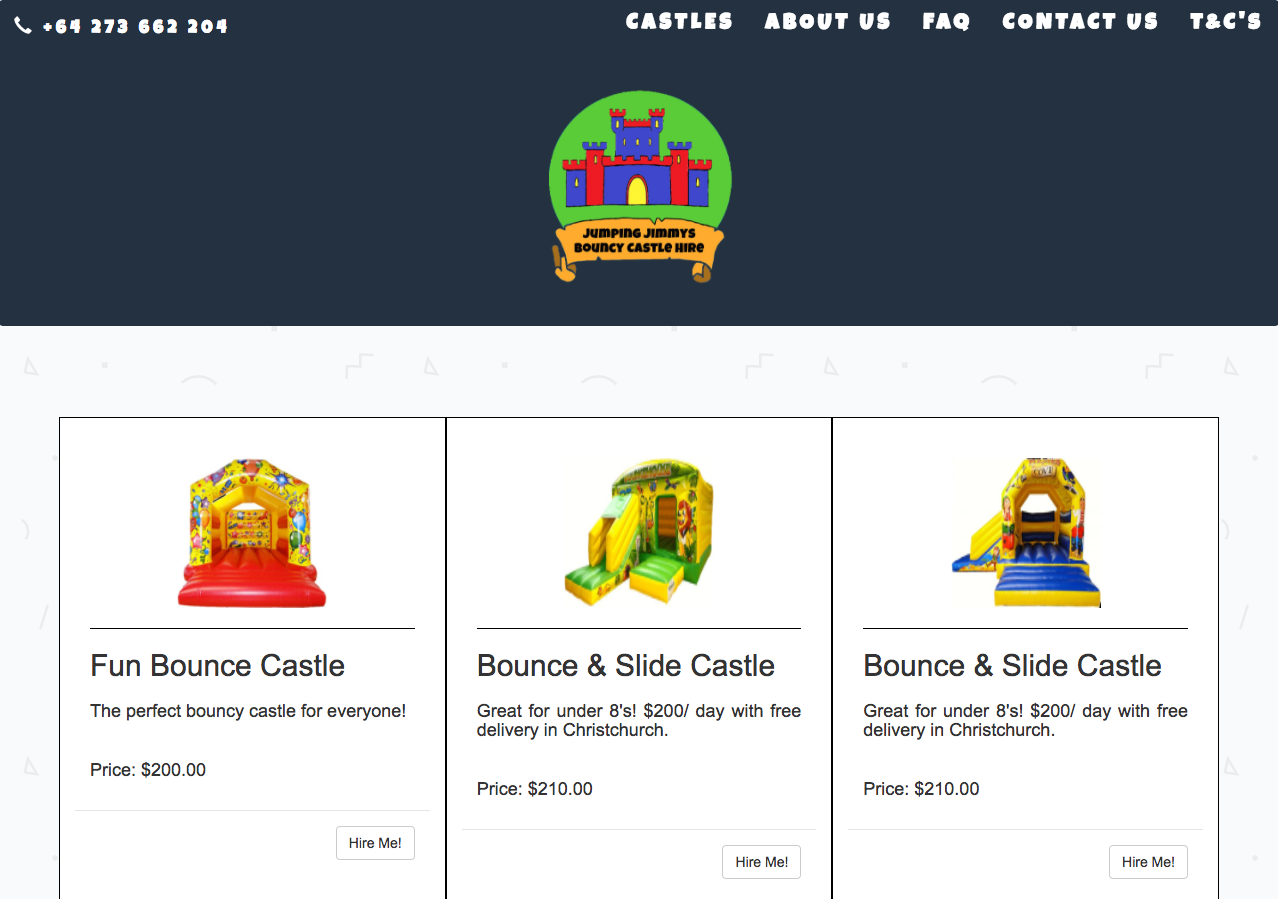 +64 273 662 204
CASTLES ABOUT US FAQ CONTACT US T&C'S
JUMPING JIMMYS
BOUNCY CASTLE HIRE
Fun Bounce Castle
The perfect bouncy castle for everyone!
Price: $200.00
Hire Me!
Bounce & Slide Castle
Great for under 8's! $200/ day with free
delivery in Christchurch.
Price: $210.00
Hire Me!
Bounce & Slide Castle
Great for under 8's! $200/ day with free
delivery in Christchurch.
Price: $210.00
Hire Me!